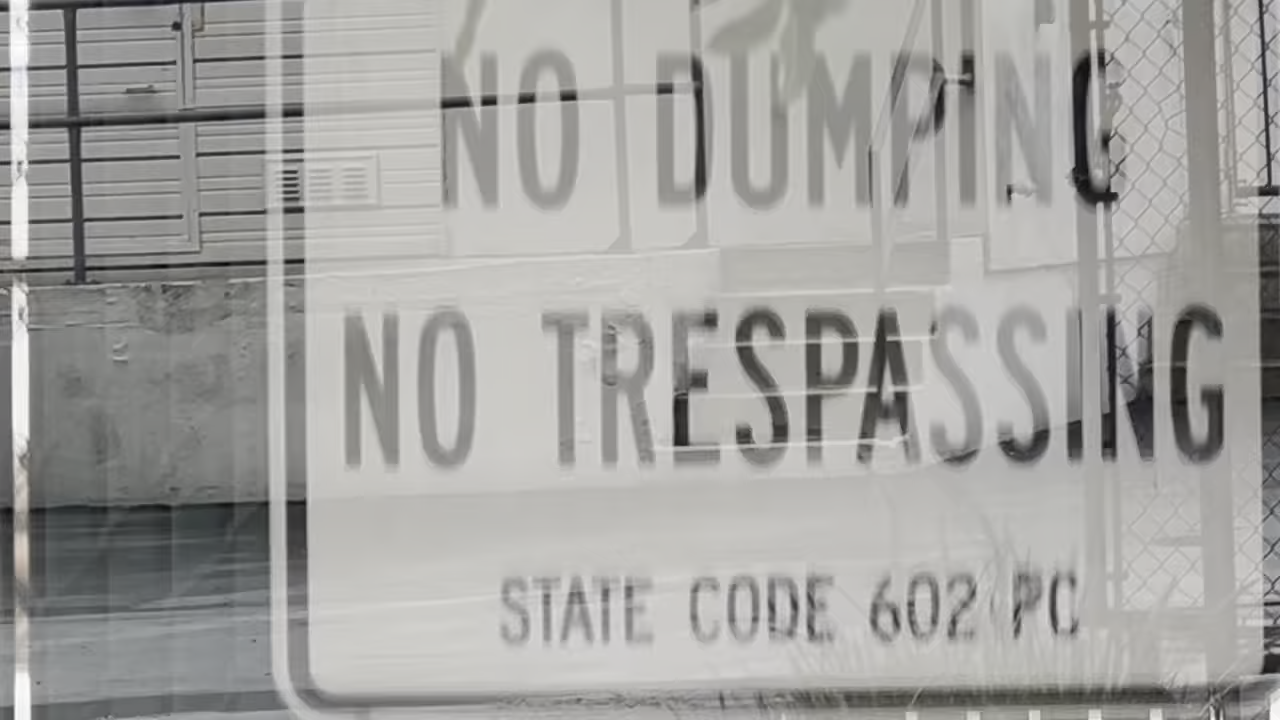 NO DUMPING
NO TRESPASSING
STATE CODE 602 PC